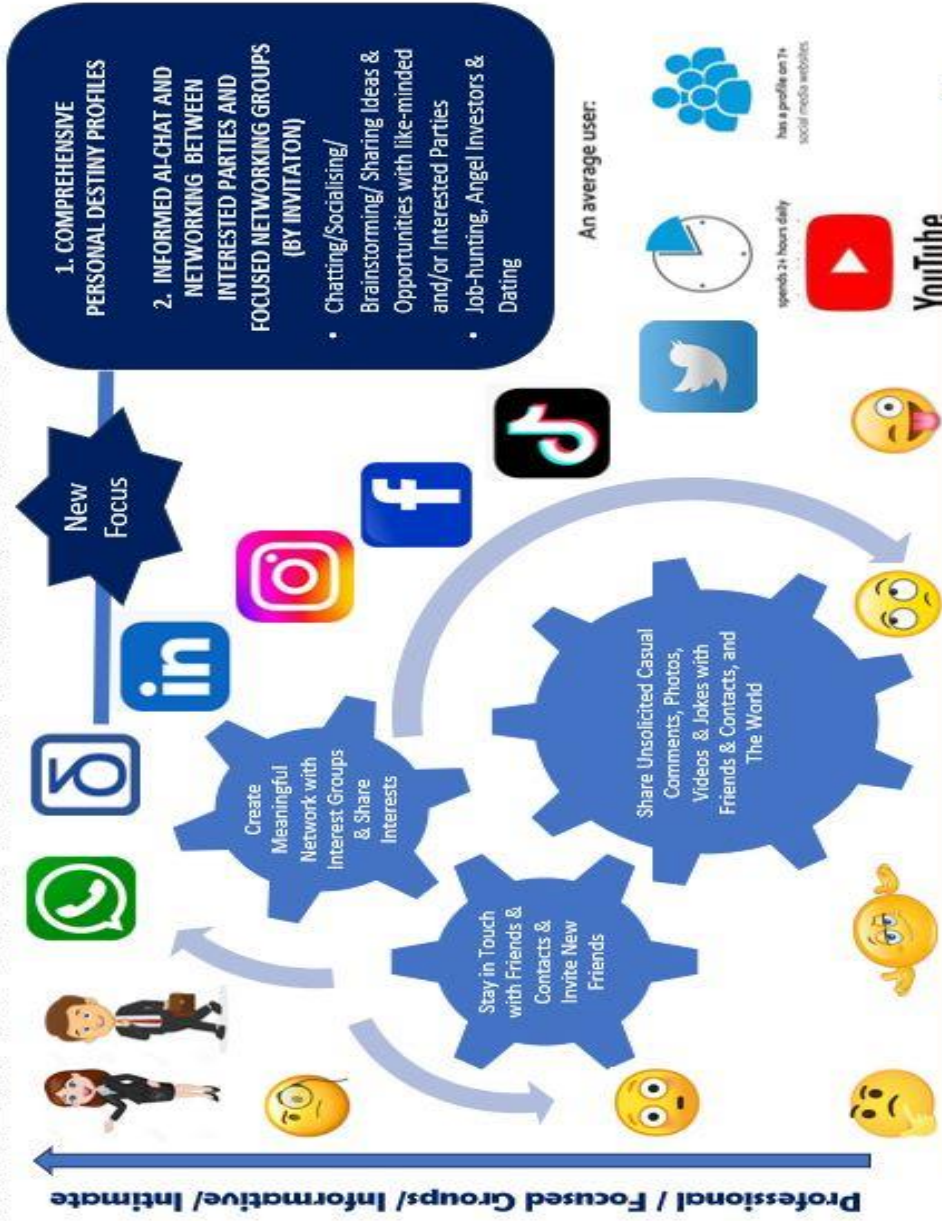 Professional / Focused Groups/ Informative/ Intimate
New
Focus
1. COMPREHENSIVE
PERSONAL DESTINY PROFILES
2. INFORMED AI-CHAT AND
NETWORKING BETWEEN
INTERESTED PARTIES AND
FOCUSED NETWORKING GROUPS
(BY INVITATON)
• Chatting/Socialising/
Brainstorming/ Sharing ideas &
Opportunities with like-minded
and/or Interested Parties
• Job-hunting, Angel Investors &
Dating
δ
in
f
Create
Meaningful
Network with
Interest Groups
& Share
Interests
Stay in Touch
with Friends &
Contacts &
Invite New
Friends
Share Unsolicited Casual
Comments, Photos,
Videos & Jokes with
Friends & Contacts, and
The World
An average user:
spends 2+ hours daily
has a profile on 7+
social media websites
YouTube